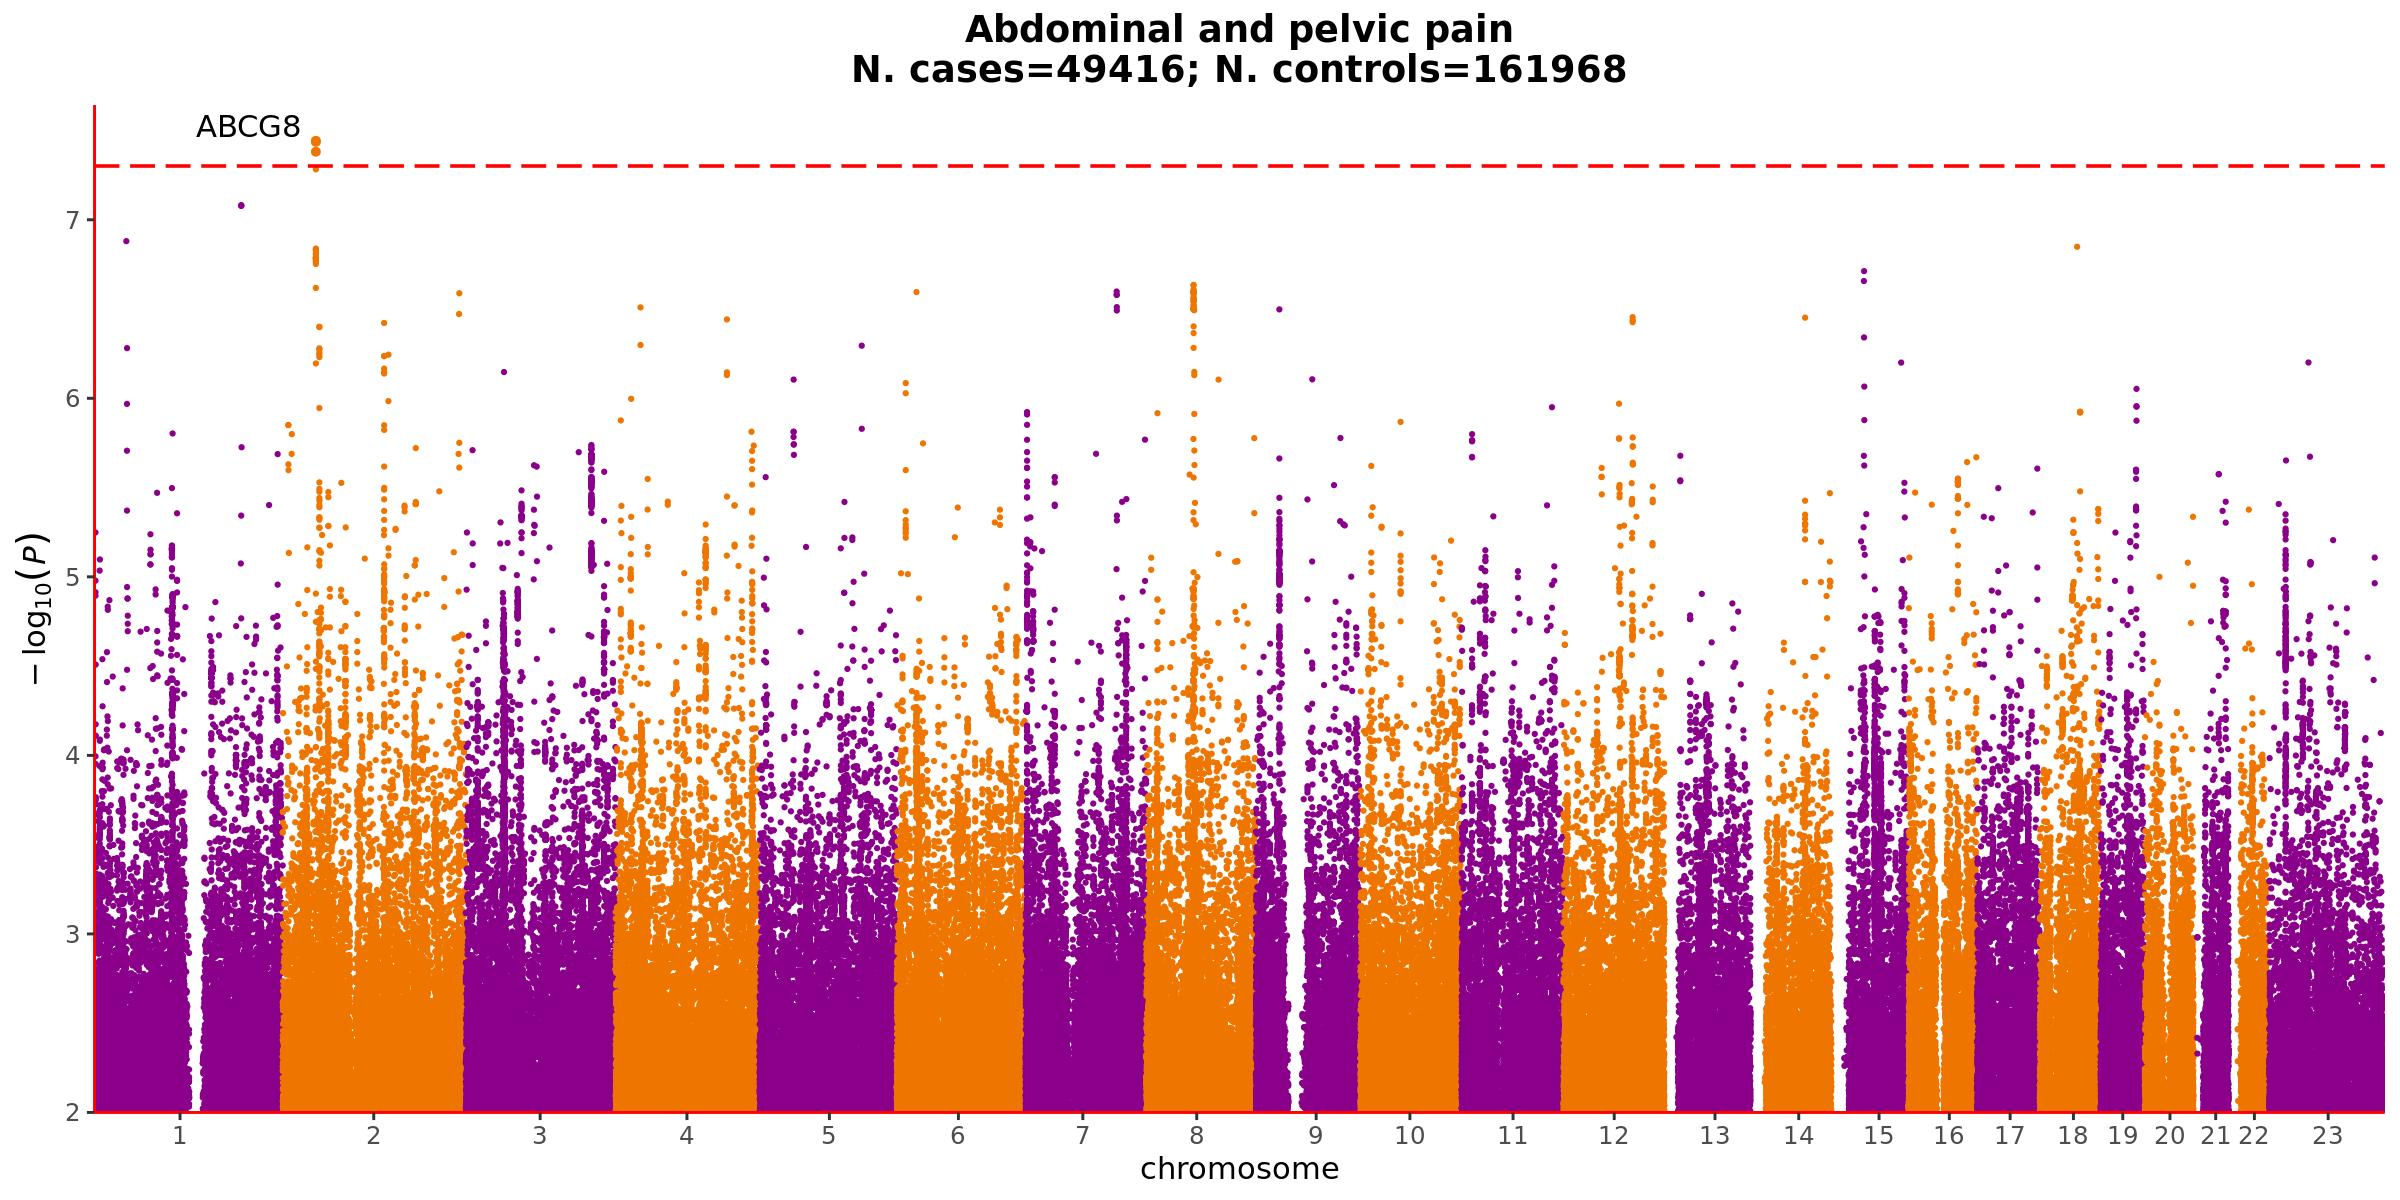 Abdominal and pelvic pain
N. cases=49416; N. controls=161968
ABCG8
7
6
5
4
3
2
−log10(P)
1 2 3 4 5 6 7 8 9 10 11 12 13 14 15 16 17 18 19 20 21 22 23
chromosome